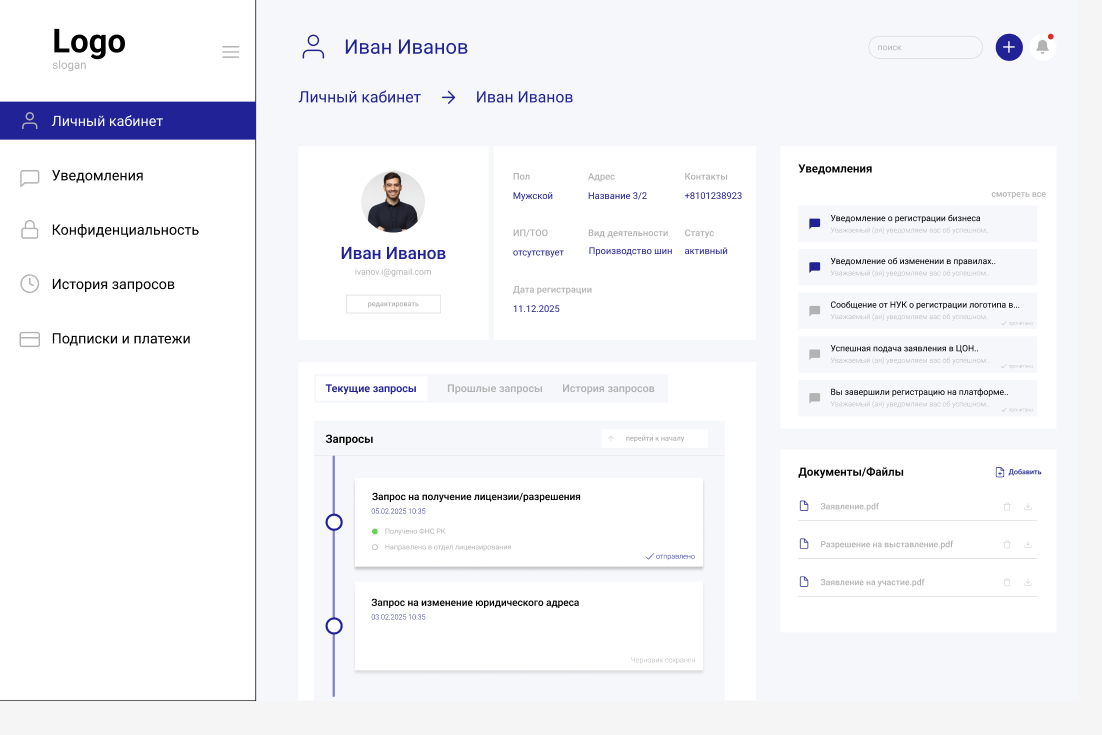 Logo
slogan
Личный кабинет
Уведомления
Конфиденциальность
История запросов
Подписки и платежи
Иван Иванов
поиск
Личный кабинет → Иван Иванов
Иван Иванов
ivanov.i@gmail.com
редактировать
Пол Адрес Контакты
Мужской Название 3/2 +8101238923
ИП/ТОО Вид деятельности Статус
отсутствует Производство шин активный
Дата регистрации
11.12.2025
Текущие запросы Прошлые запросы История запросов
Запросы
перейти к началу
Запрос на получение лицензии/разрешения
05.02.2025 10:35
Получено ФНС РК
Направлено в отдел лицензирования
отправлено
Запрос на изменение юридического адреса
03.02.2025 10:35
Черновик сохранен
Уведомления
смотреть все
Уведомление о регистрации бизнеса
Уважаемый (ая) уведомляем вас об успешном..
Уведомление об изменении в правилах..
Уважаемый (ая) уведомляем вас об успешном..
Сообщение от НУК о регистрации логотипа в...
Уважаемый (ая) уведомляем вас об успешном..
прочитано
Успешная подача заявления в ЦОН..
Уважаемый (ая) уведомляем вас об успешном..
прочитано
Вы завершили регистрацию на платформе..
Уважаемый (ая) уведомляем вас об успешном..
прочитано
Документы/Файлы
Добавить
Заявление.pdf
Разрешение на выставление.pdf
Заявление на участие.pdf